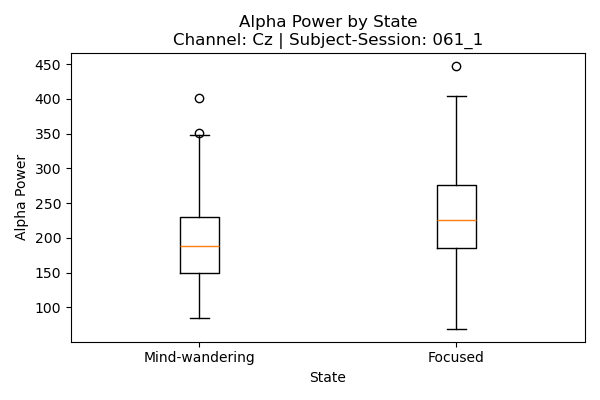 Alpha Power by State
Channel: Cz | Subject-Session: 061_1
450
400
350
300
250
200
150
100
Alpha Power
Mind-wandering
Focused
State